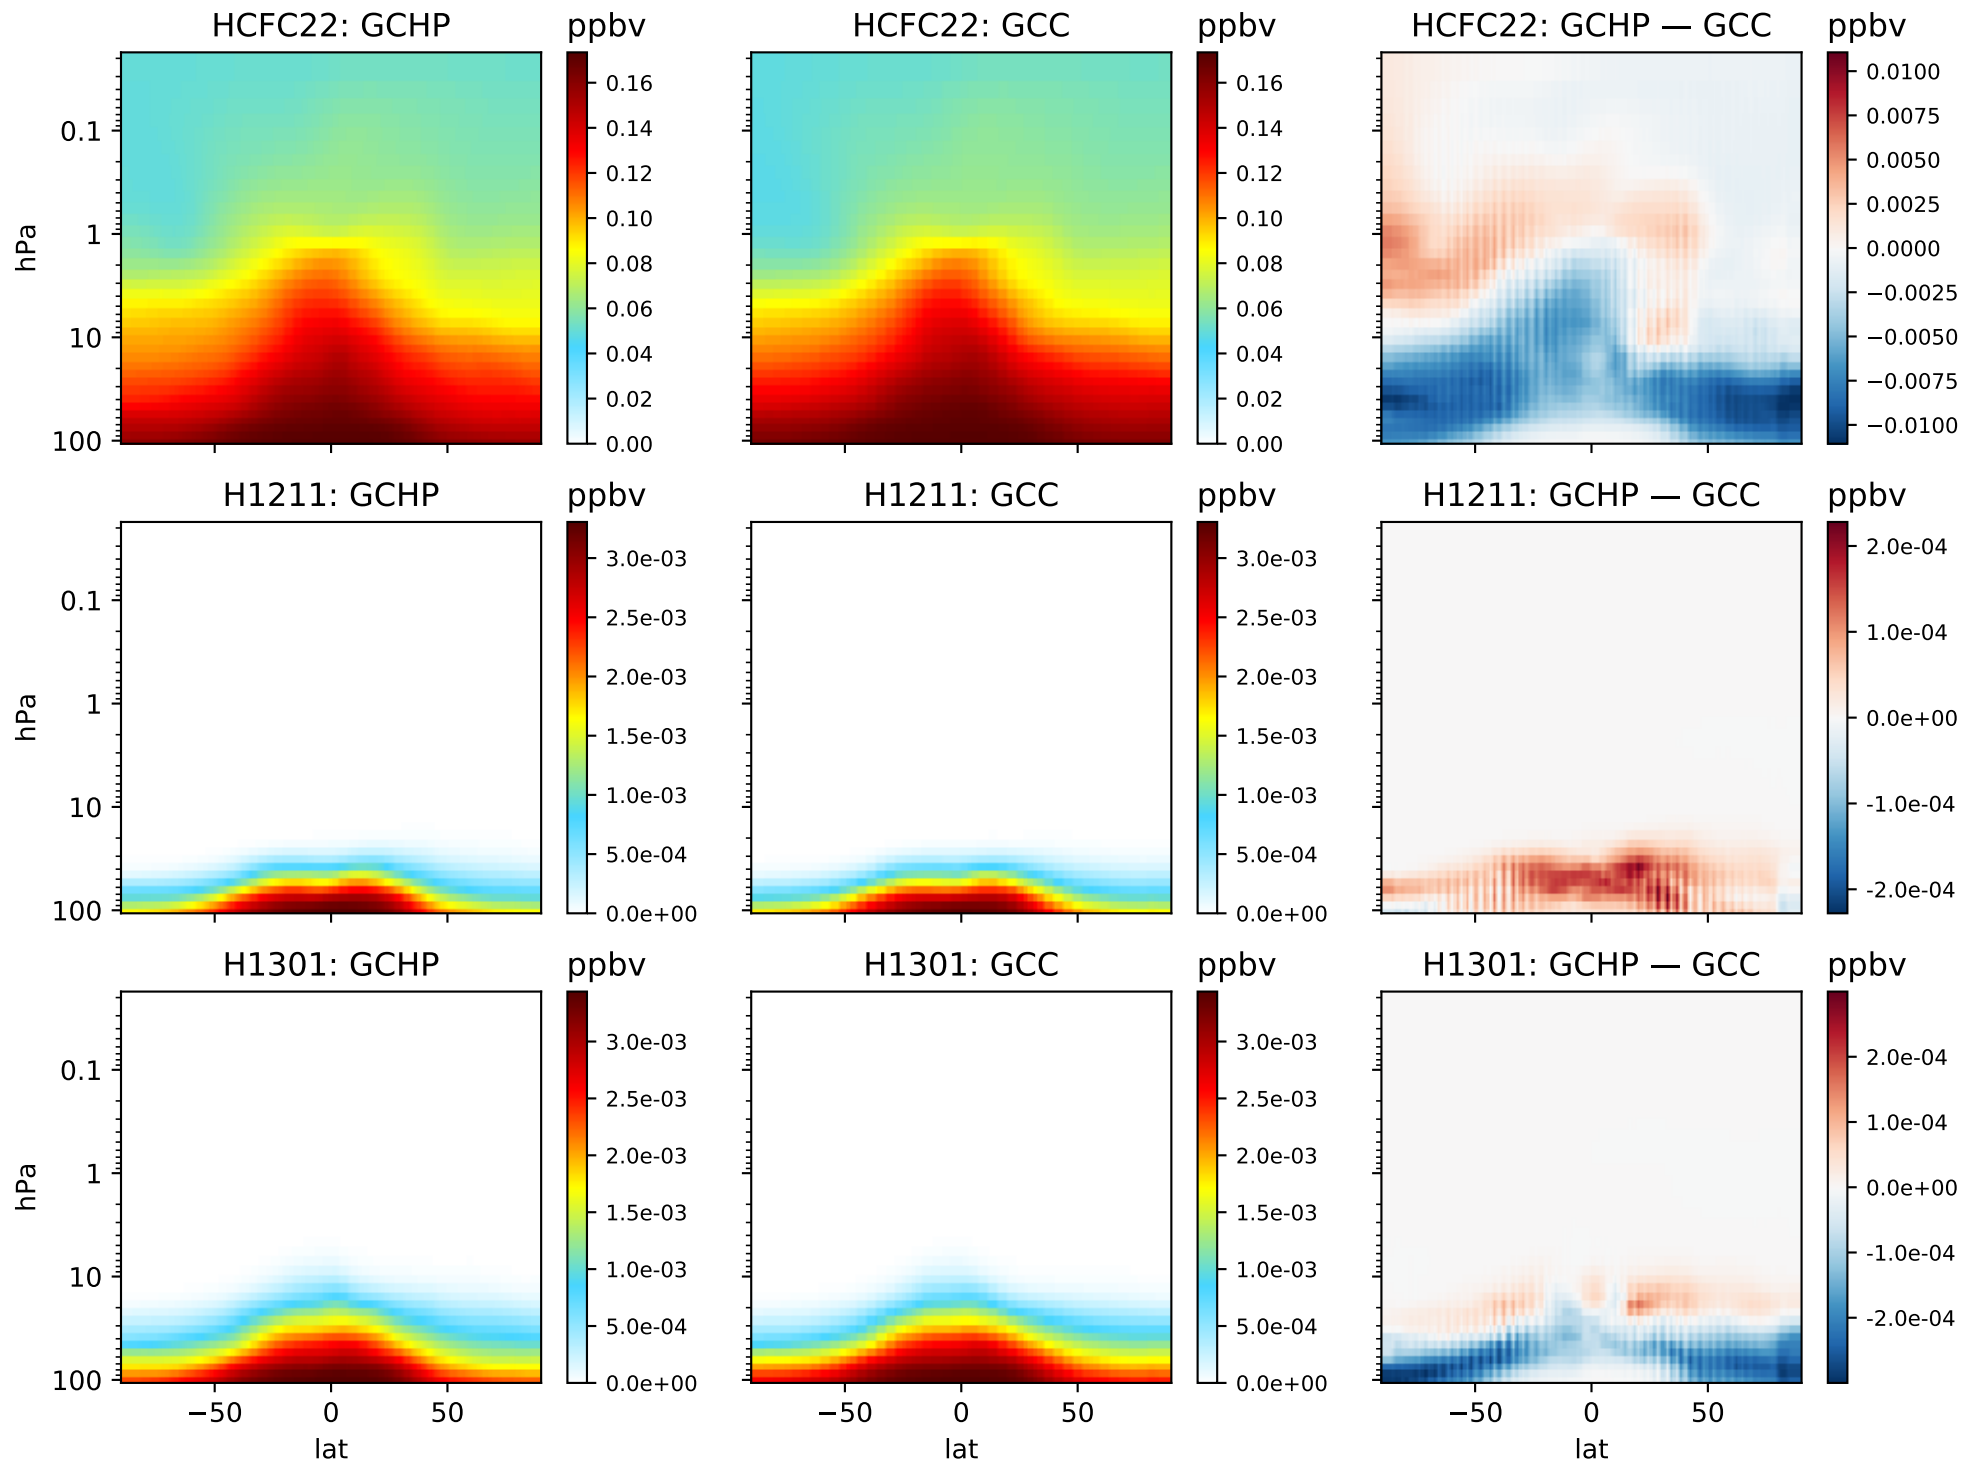 HCFC22: GCHP
ppbv
HCFC22: GCC
ppbv
HCFC22: GCHP — GCC
ppbv
hPa
0.1
1
10
100
0.16
0.14
0.12
0.10
0.08
0.06
0.04
0.02
0.00
0.16
0.14
0.12
0.10
0.08
0.06
0.04
0.02
0.00
0.0100
0.0075
0.0050
0.0025
0.0000
−0.0025
−0.0050
−0.0075
−0.0100
H1211: GCHP
ppbv
H1211: GCC
ppbv
H1211: GCHP — GCC
ppbv
hPa
0.1
1
10
100
3.0e-03
2.5e-03
2.0e-03
1.5e-03
1.0e-03
5.0e-04
0.0e+00
3.0e-03
2.5e-03
2.0e-03
1.5e-03
1.0e-03
5.0e-04
0.0e+00
2.0e-04
1.0e-04
0.0e+00
-1.0e-04
-2.0e-04
H1301: GCHP
ppbv
H1301: GCC
ppbv
H1301: GCHP — GCC
ppbv
hPa
0.1
1
10
100
3.0e-03
2.5e-03
2.0e-03
1.5e-03
1.0e-03
5.0e-04
0.0e+00
3.0e-03
2.5e-03
2.0e-03
1.5e-03
1.0e-03
5.0e-04
0.0e+00
2.0e-04
1.0e-04
0.0e+00
-1.0e-04
-2.0e-04
−50 0 50
−50 0 50
−50 0 50
lat
lat
lat